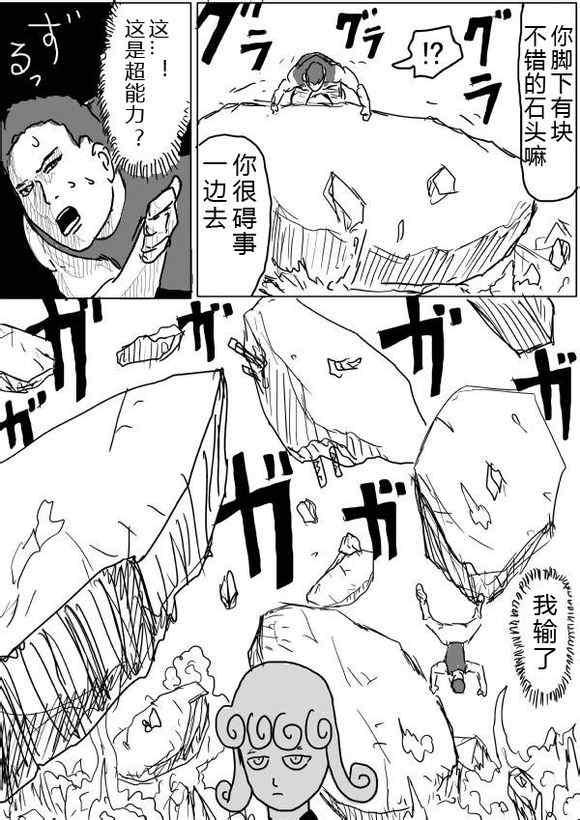 你脚下有块
不错的石头嘛
!?
グラ
グラ
你很碍事
一边去
这…！
这是超能力？
ずるっ
ガ
ガ
ガ
ガ
ガ
ガ
我输了